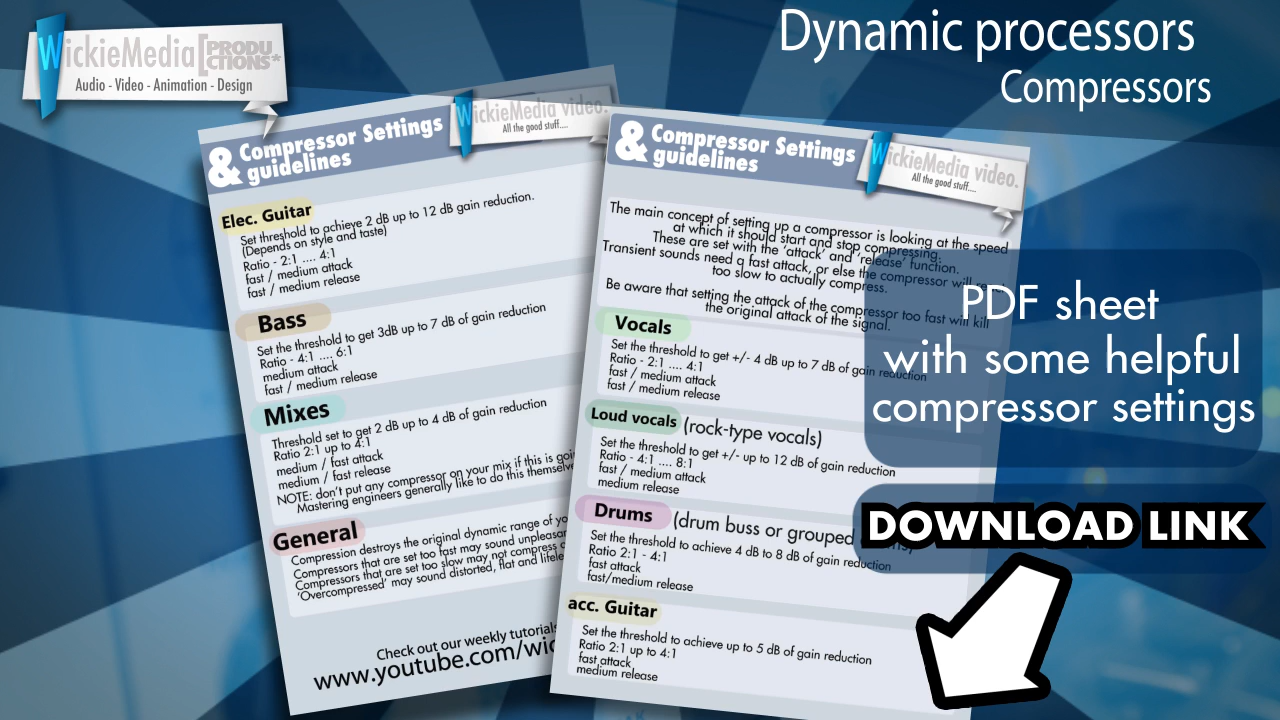 WickieMedia [PRODUCTIONS*
Audio - Video - Animation - Design
Dynamic processors
Compressors
& Compressor Settings
guidelines
WickieMedia video.
All the good stuff....
Elec. Guitar
Set threshold to achieve 2 dB up to 12 dB gain reduction.
(Depends on style and taste)
Ratio - 2:1 .... 4:1
fast / medium attack
fast / medium release
Bass
Set the threshold to get 3dB up to 7 dB of gain reduction
Ratio - 4:1 .... 6:1
medium attack
fast / medium release
Mixes
Threshold set to get 2 dB up to 4 dB of gain reduction
Ratio 2:1 up to 4:1
medium / fast attack
medium / fast release
NOTE: don't put any compressor on your mix if this is
Mastering engineers generally like to do this
General
Compression destroys the original dynamic range of
Compressors that are set too fast may sound
Compressors that are set too slow may not compress
'Overcompressed' may sound distorted, flat and
Check out our weekly tutorials
www.youtube.com/
& Compressor Settings
guidelines
WickieMedia video.
All the good stuff....
The main concept of setting up a compressor is looking at the speed
at which it should start and stop compressing.
These are set with the 'attack' and 'release' function.
Transient sounds need a fast attack, or else the compressor will
too slow to actually compress.
Be aware that setting the attack of the compressor too fast will kill
the original attack of the signal.
Vocals
Set the threshold to get +/- 4 dB up to 7 dB of gain reduction
Ratio - 2:1 .... 4:1
fast / medium attack
fast / medium release
Loud vocals (rock-type vocals)
Set the threshold to get +/- up to 12 dB of gain reduction
Ratio - 4:1 .... 8:1
fast / medium attack
medium release
Drums (drum buss or grouped
Set the threshold to achieve 4 dB to 8 dB of gain reduction
Ratio 2:1 - 4:1
fast attack
fast/medium release
acc. Guitar
Set the threshold to achieve up to 5 dB of gain reduction
Ratio 2:1 up to 4:1
fast attack
medium release
PDF sheet
with some helpful
compressor settings
DOWNLOAD LINK